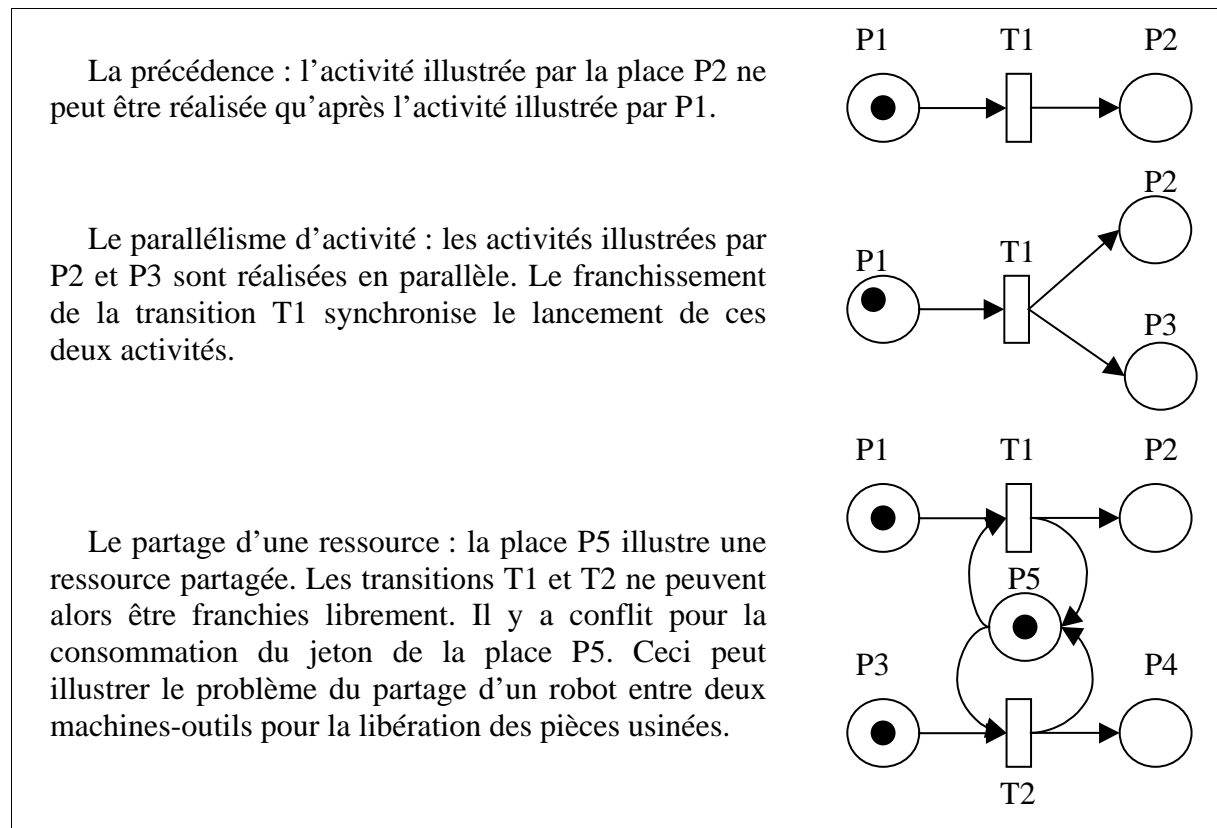 P1 T1 P2
La précédence : l’activité illustrée par la place P2 ne
peut être réalisée qu’après l’activité illustrée par P1.
P2
Le parallélisme d’activité : les activités illustrées par
P2 et P3 sont réalisées en parallèle. Le franchissement
de la transition T1 synchronise le lancement de ces
deux activités.
P1 T1
P3
P1 T1 P2
Le partage d’une ressource : la place P5 illustre une
ressource partagée. Les transitions T1 et T2 ne peuvent
alors être franchies librement. Il y a conflit pour la
consommation du jeton de la place P5. Ceci peut
illustrer le problème du partage d’un robot entre deux
machines-outils pour la libération des pièces usinées.
P5
P3 P4
T2